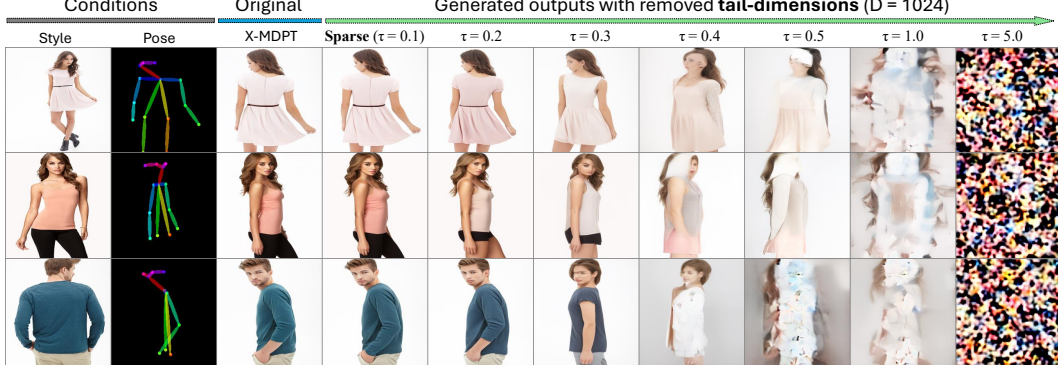 Conditions Original Generated outputs with removed tail-dimensions (D = 1024)
Style Pose X-MDPT Sparse (τ = 0.1) τ = 0.2 τ = 0.3 τ = 0.4 τ = 0.5 τ = 1.0 τ = 5.0